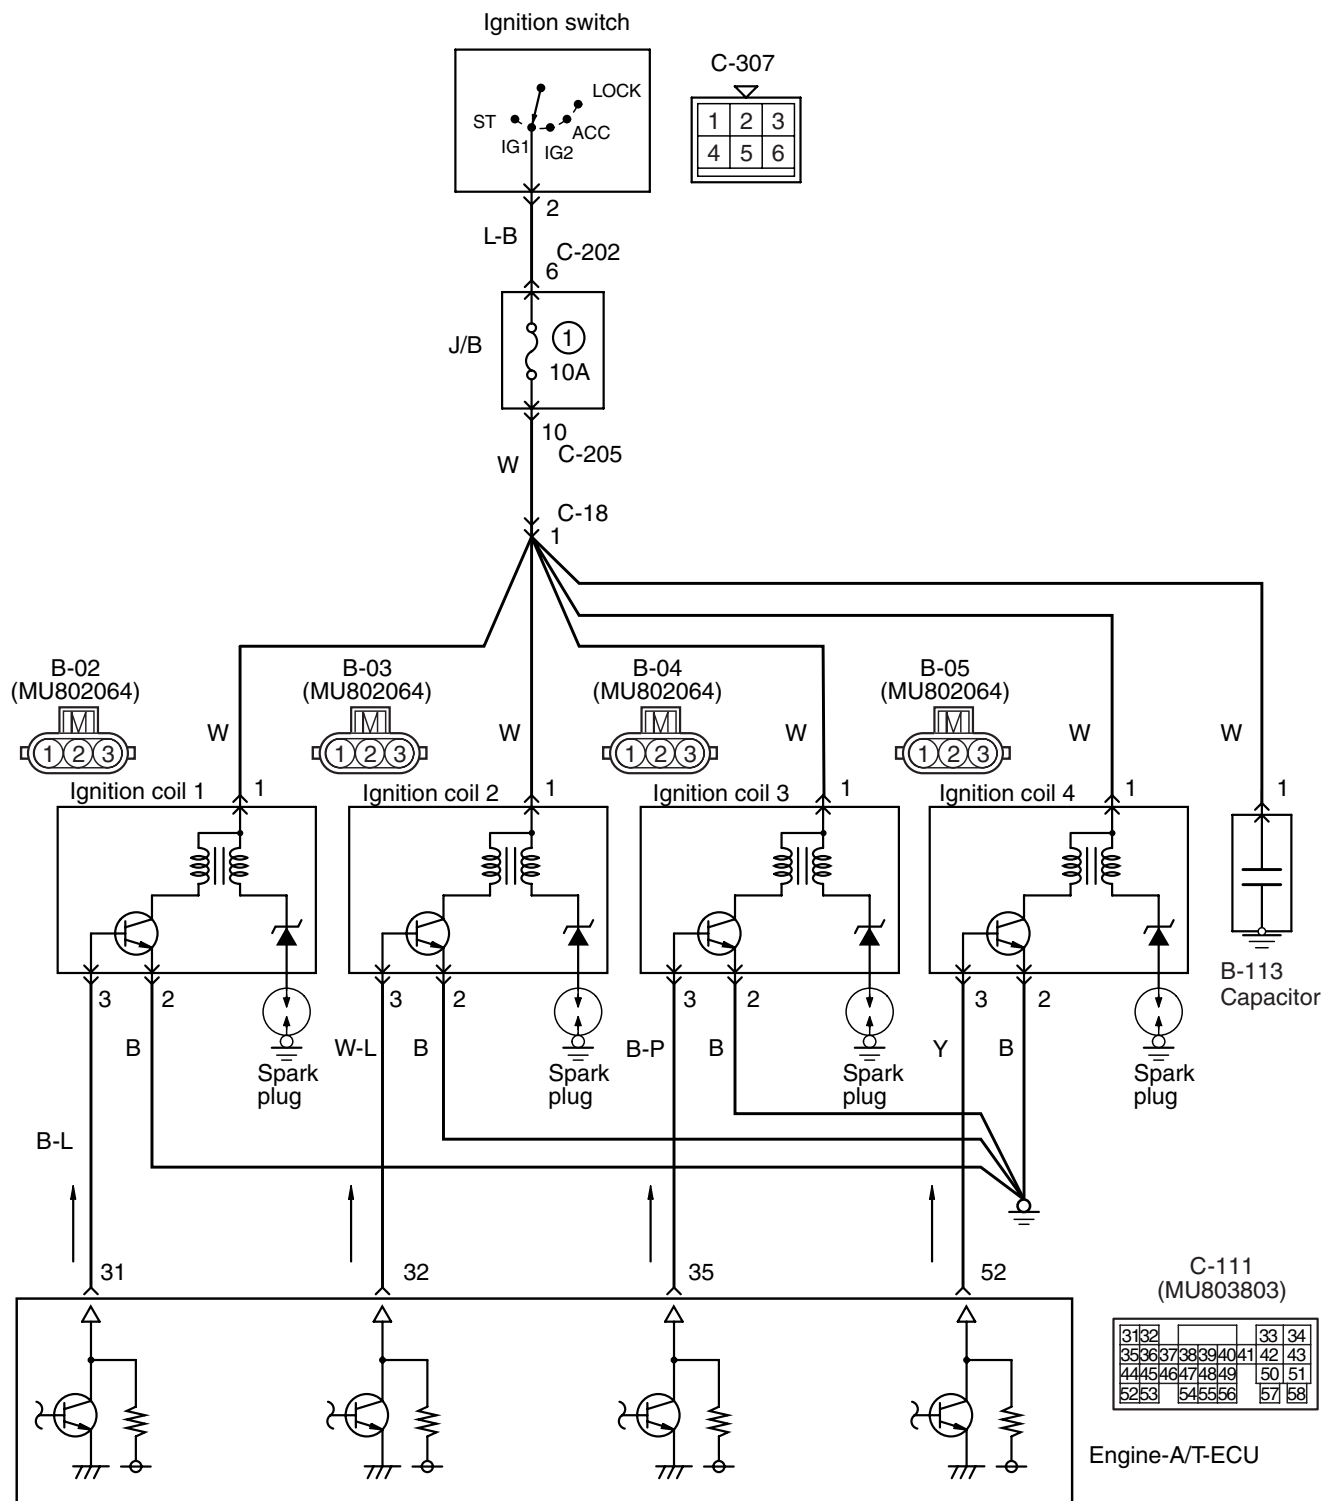 Ignition switch
C-307
LOCK
ST
ACC
IG1
IG2
1 2 3
4 5 6
2
L-B
C-202
6
J/B
1
10A
10
C-205
W
C-18
1
B-02
(MU802064)
1 2 3
B-03
(MU802064)
1 2 3
B-04
(MU802064)
1 2 3
B-05
(MU802064)
1 2 3
W
W
W
W
W
Ignition coil 1
1
Ignition coil 2
1
Ignition coil 3
1
Ignition coil 4
1
1
B-113
Capacitor
3
2
3
2
3
2
3
2
B
W-L
B
B-P
B
Y
B
Spark
plug
Spark
plug
Spark
plug
Spark
plug
B-L
31
32
35
52
C-111
(MU803803)
31 32 33 34
35 36 37 38 39 40 41 42 43
44 45 46 47 48 49 50 51
52 53 54 55 56 57 58
Engine-A/T-ECU